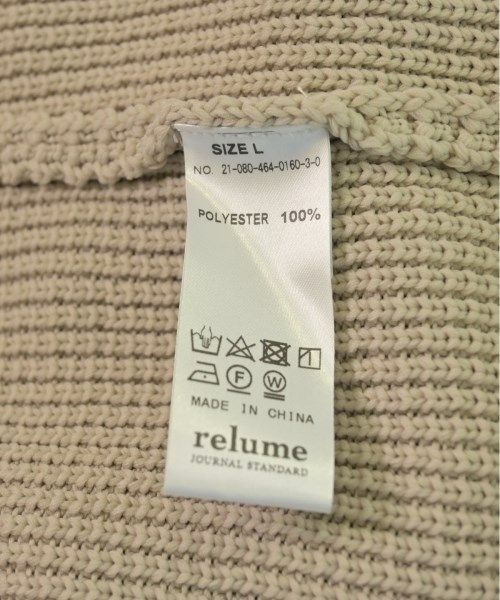 SIZE L
NO. 21-080-464-0160-3-0
POLYESTER 100%
F W
MADE IN CHINA
relume
JOURNAL STANDARD